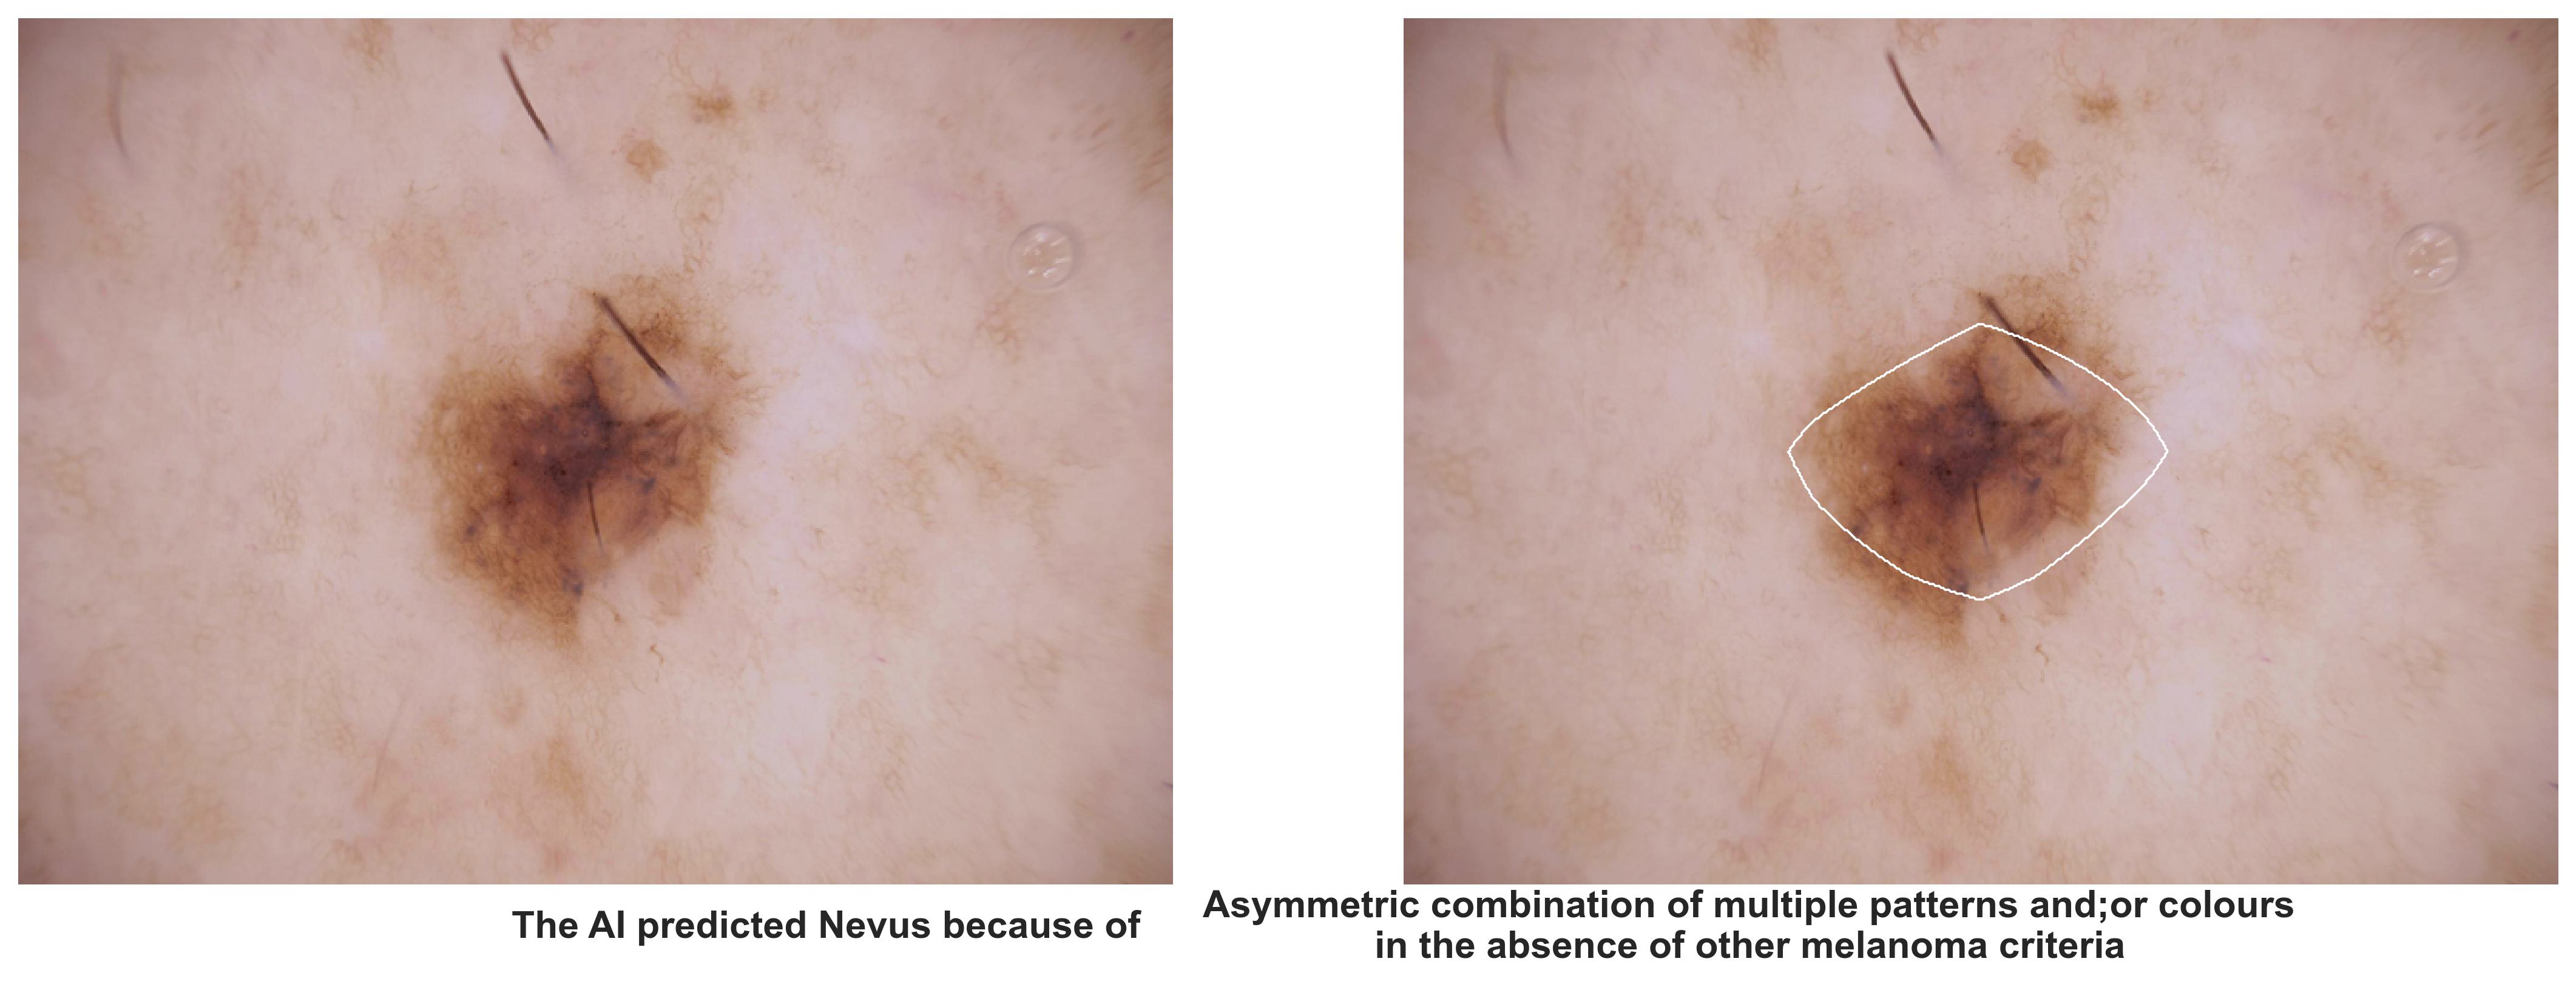 The AI predicted Nevus because of
Asymmetric combination of multiple patterns and;or colours
in the absence of other melanoma criteria